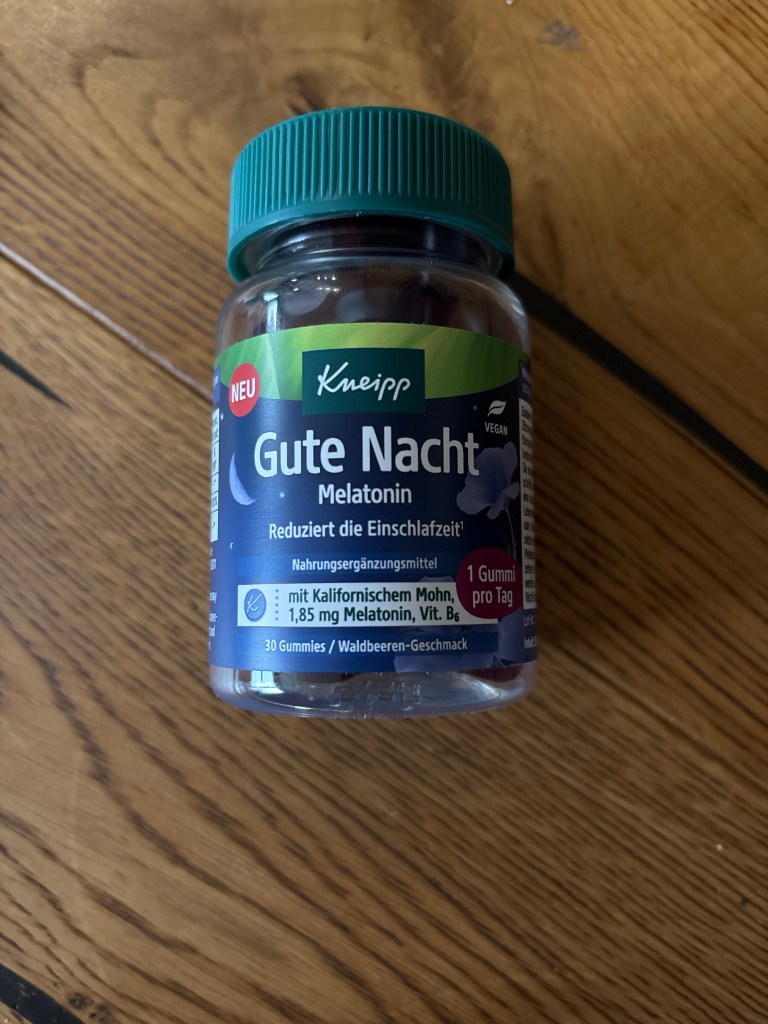 NEU
Kneipp
VEGAN
Gute Nacht
Melatonin
Reduziert die Einschlafzeit¹
Nahrungsergänzungsmittel
1 Gummi
pro Tag
K
mit Kalifornischem Mohn,
1,85 mg Melatonin, Vit. B₆
30 Gummies / Waldbeeren-Geschmack